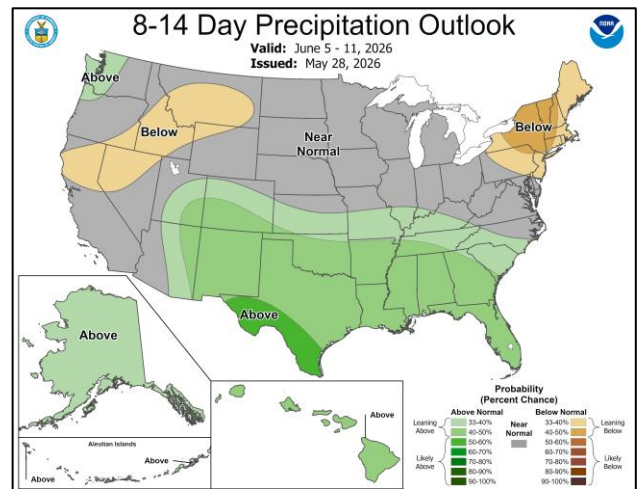 8-14 Day Precipitation Outlook
Valid: June 5 - 11, 2026
Issued: May 28, 2026
NOAA
Above
Below
Near
Normal
Below
Above
Above
Aleutian Islands
Above
Above
Above
Probability
(Percent Chance)
Above Normal
Near
Normal
Below Normal
Leaning
Above
33-40%
40-50%
50-60%
Likely
Above
60-70%
70-80%
80-90%
90-100%
33-40%
40-50%
Leaning
Below
50-60%
60-70%
70-80%
80-90%
90-100%
Likely
Below